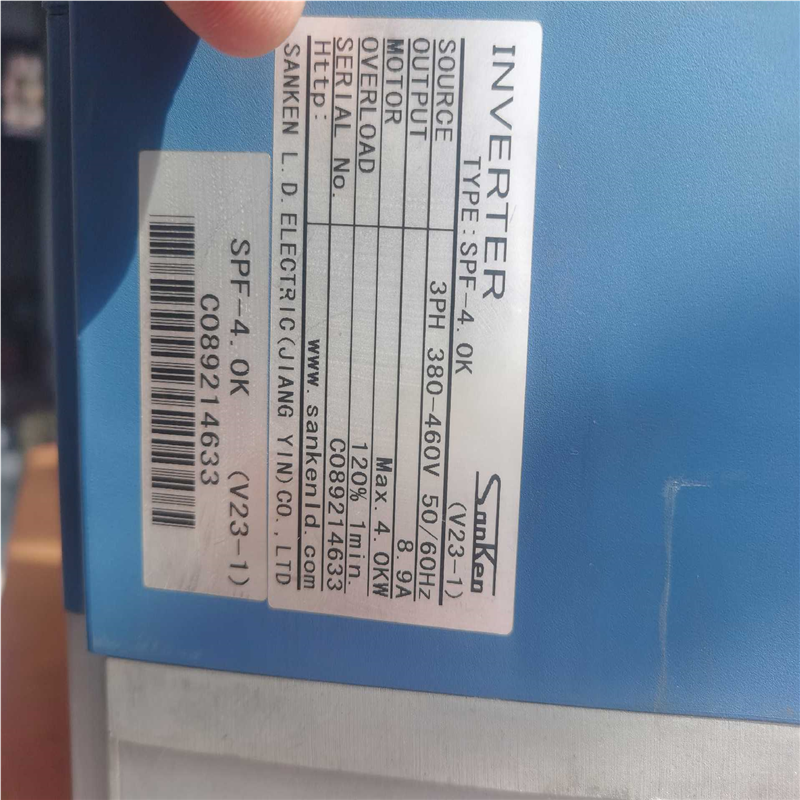 INVERTER
Sanken
TYPE:SPF-4.0K (V23-1)
SOURCE 3PH 380-460V 50/60Hz
OUTPUT 8.9A
MOTOR Max. 4.0KW
OVERLOAD 120% 1min.
SERIAL No. C089214633
Http: www.sankenld.com
SANKEN L.D.ELECTRIC(JIANG YIN)CO.,LTD
SPF-4.0K (V23-1)
C089214633